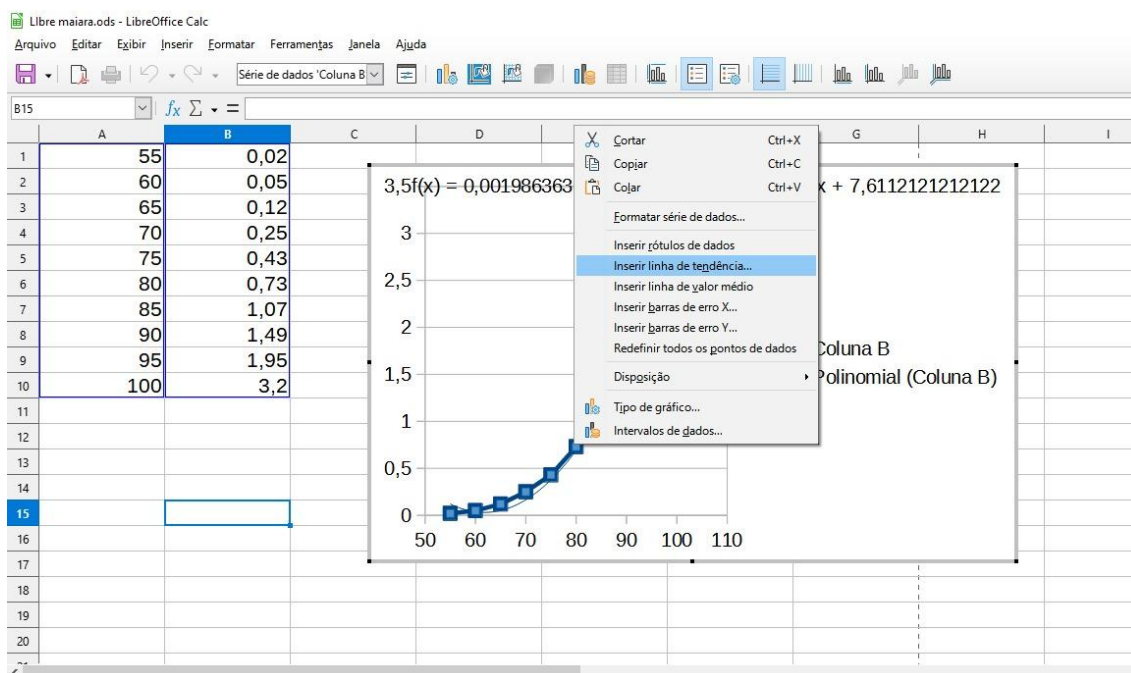 LIbre maiara.ods - LibreOffice Calc
Arquivo Editar Exibir Inserir Formatar Ferramentas Janela Ajuda
Série de dados 'Coluna B
B15 fx Σ =
A B C D G H I
1 55 0,02
2 60 0,05
3 65 0,12
4 70 0,25
5 75 0,43
6 80 0,73
7 85 1,07
8 90 1,49
9 95 1,95
10 100 3,2
11
12
13
14
15
16
17
18
19
20
3,5f(x) = 0,001986363 x + 7,6112121212122
3
2,5
2
1,5
1
0,5
0
50 60 70 80 90 100 110
Coluna B
Polinomial (Coluna B)
Cortar Ctrl+X
Copiar Ctrl+C
Colar Ctrl+V
Formatar série de dados...
Inserir rótulos de dados
Inserir linha de tendência...
Inserir linha de valor médio
Inserir barras de erro X...
Inserir barras de erro Y...
Redefinir todos os pontos de dados
Disposição
Tipo de gráfico...
Intervalos de dados...